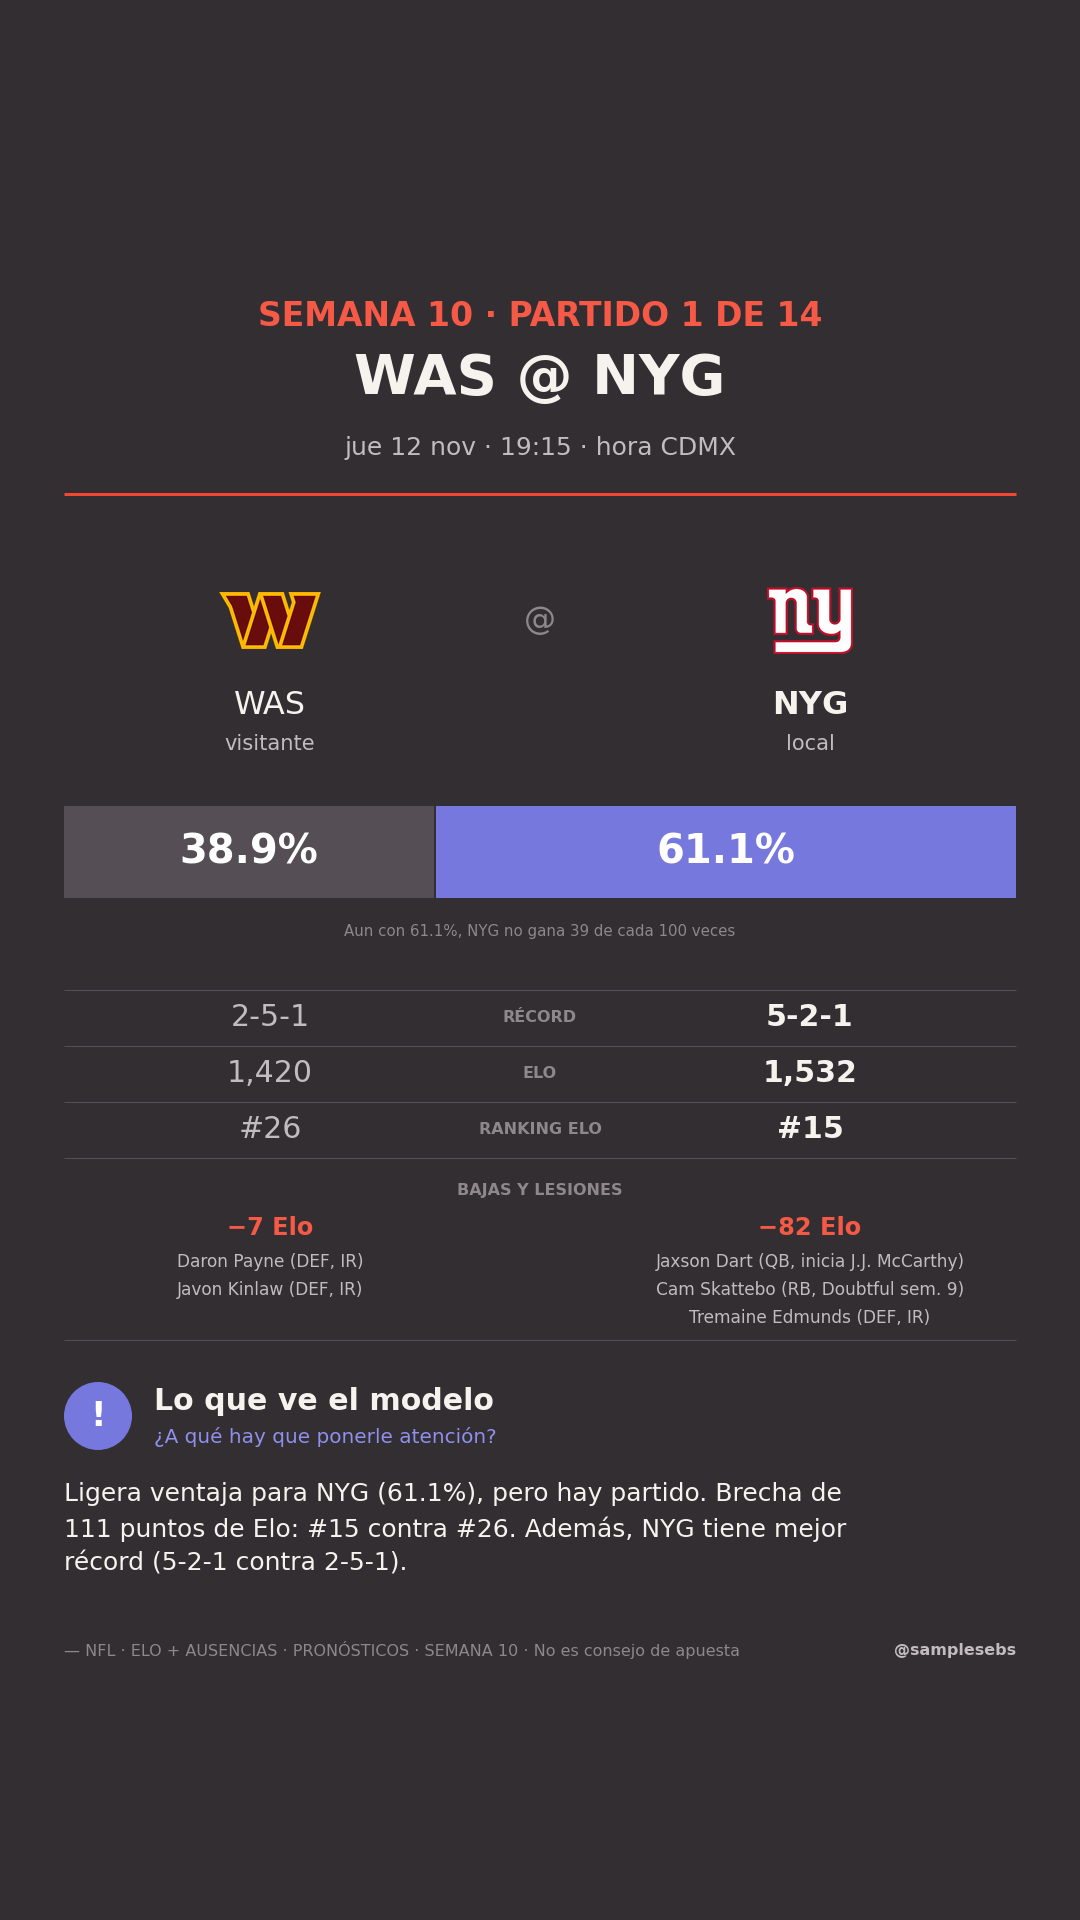 SEMANA 10 · PARTIDO 1 DE 14
WAS @ NYG
jue 12 nov · 19:15 · hora CDMX
W @ ny
WAS NYG
visitante local
38.9% 61.1%
Aun con 61.1%, NYG no gana 39 de cada 100 veces
2-5-1 RÉCORD 5-2-1
1,420 ELO 1,532
#26 RANKING ELO #15
BAJAS Y LESIONES
−7 Elo −82 Elo
Daron Payne (DEF, IR) Jaxson Dart (QB, inicia J.J. McCarthy)
Javon Kinlaw (DEF, IR) Cam Skattebo (RB, Doubtful sem. 9)
Tremaine Edmunds (DEF, IR)
! Lo que ve el modelo
¿A qué hay que ponerle atención?
Ligera ventaja para NYG (61.1%), pero hay partido. Brecha de
111 puntos de Elo: #15 contra #26. Además, NYG tiene mejor
récord (5-2-1 contra 2-5-1).
— NFL · ELO + AUSENCIAS · PRONÓSTICOS · SEMANA 10 · No es consejo de apuesta @samplesebs